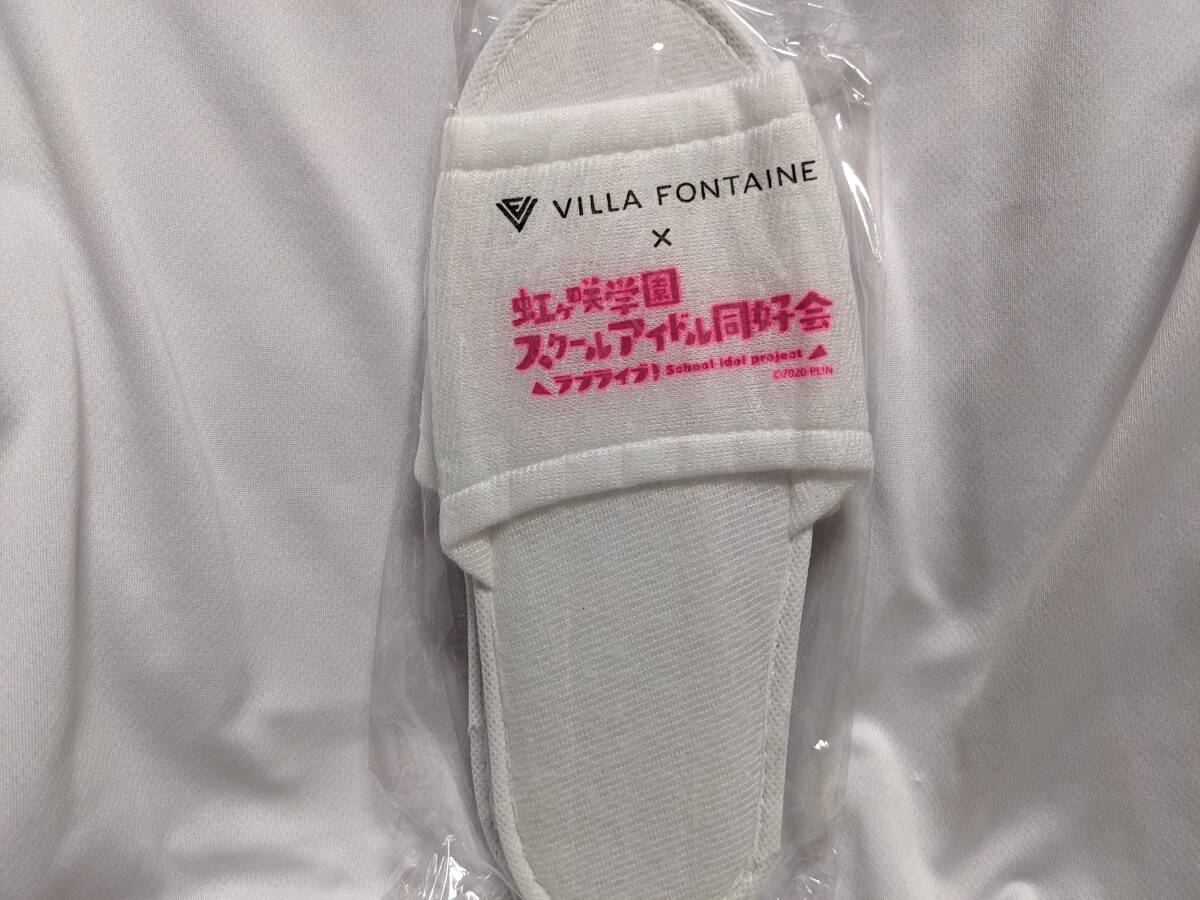 VILLA FONTAINE
×
虹ヶ咲学園
スクールアイドル同好会
ラブライブ! School idol project
©2020 PL!N